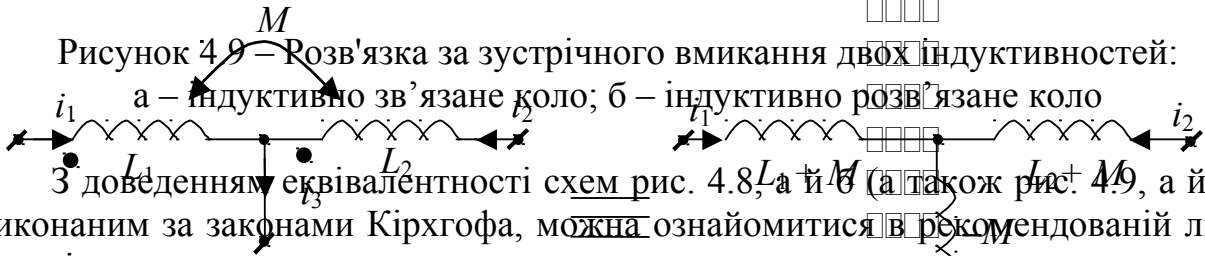 M
Рисунок 4.9 – Розв'язка за зустрічного вмикання двох індуктивностей:
а – індуктивно зв’язане коло; б – індуктивно розв’язане коло
i1 i2 i1 i2
L1 L2 L1 + M L2 + M
З доведенням еквівалентності схем рис. 4.8, а й б (а також рис. 4.9, а й
i3
виконаним за законами Кірхгофа, можна ознайомитися в рекомендованій
–M